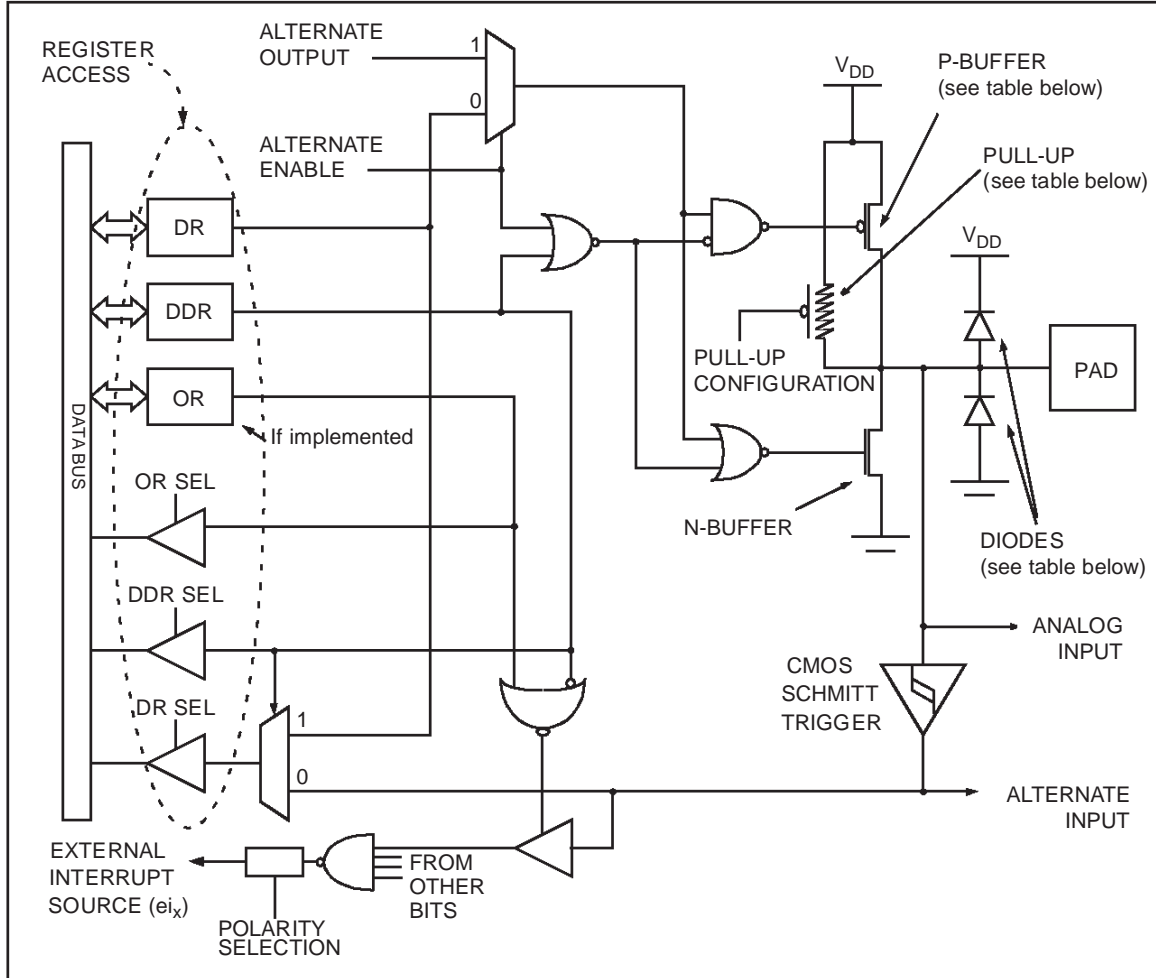 REGISTER
ACCESS
ALTERNATE
OUTPUT
1
0
ALTERNATE
ENABLE
VDD
P-BUFFER
(see table below)
PULL-UP
(see table below)
DR
DDR
OR
If implemented
DATABUS
PULL-UP
CONFIGURATION
VDD
PAD
N-BUFFER
DIODES
(see table below)
OR SEL
DDR SEL
DR SEL
1
0
ANALOG
INPUT
CMOS
SCHMITT
TRIGGER
ALTERNATE
INPUT
EXTERNAL
INTERRUPT
SOURCE (eix)
POLARITY
SELECTION
FROM
OTHER
BITS